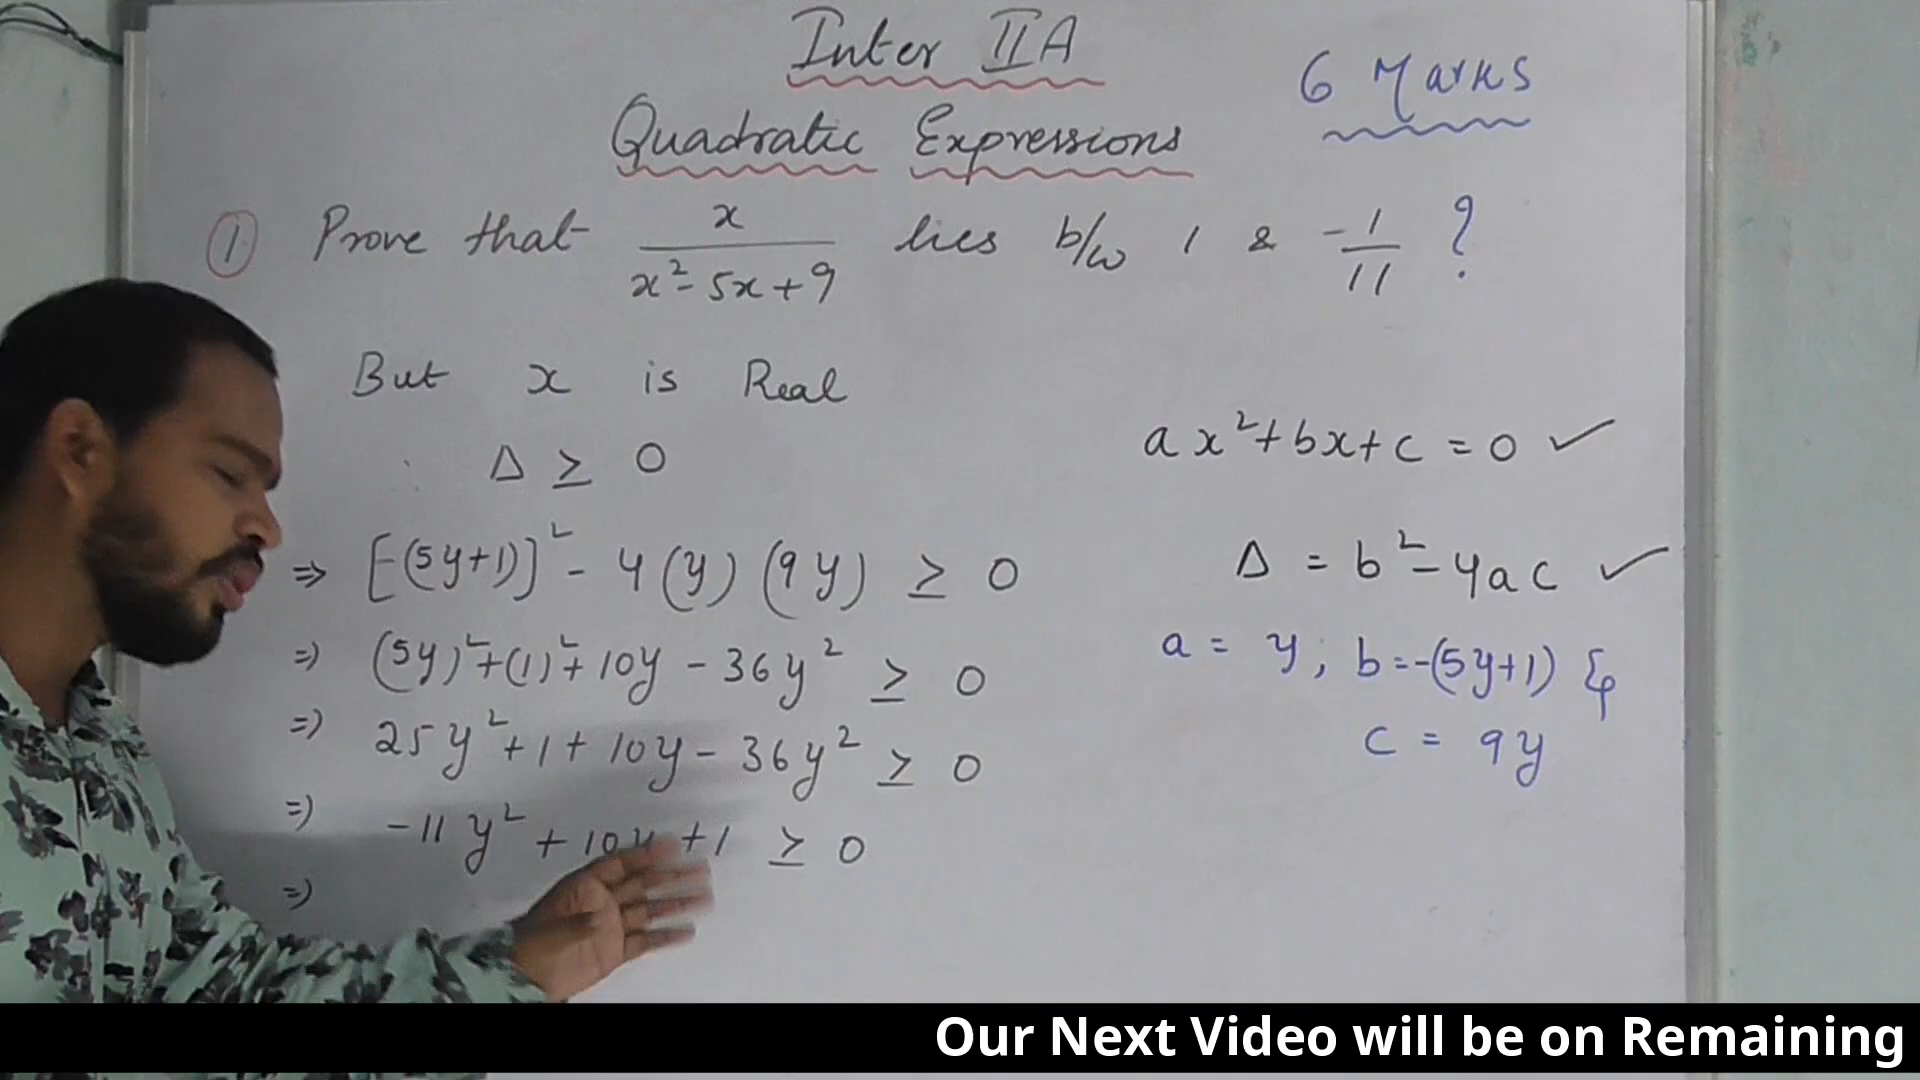 Inter IIA
6 Marks
Quadratic Expressions
① Prove that x/(x²-5x+9) lies b/w 1 & -1/11 ?
But x is Real
∴ Δ ≥ 0
⇒ [-(5y+1)]² - 4(y)(9y) ≥ 0
⇒ (5y)²+(1)²+10y - 36y² ≥ 0
⇒ 25y²+1+10y-36y² ≥ 0
⇒ -11y²+10y+1 ≥ 0
⇒
ax²+bx+c = 0 ✓
Δ = b²-4ac ✓
a = y; b=-(5y+1) &
c = 9y
Our Next Video will be on Remaining